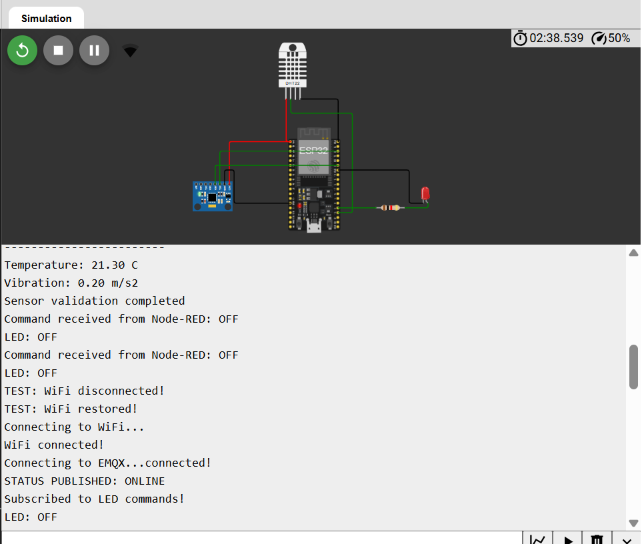 Simulation
02:38.539 50%
DHT22
ESP32
------------------------
Temperature: 21.30 C
Vibration: 0.20 m/s2
Sensor validation completed
Command received from Node-RED: OFF
LED: OFF
Command received from Node-RED: OFF
LED: OFF
TEST: WiFi disconnected!
TEST: WiFi restored!
Connecting to WiFi...
WiFi connected!
Connecting to EMQX...connected!
STATUS PUBLISHED: ONLINE
Subscribed to LED commands!
LED: OFF